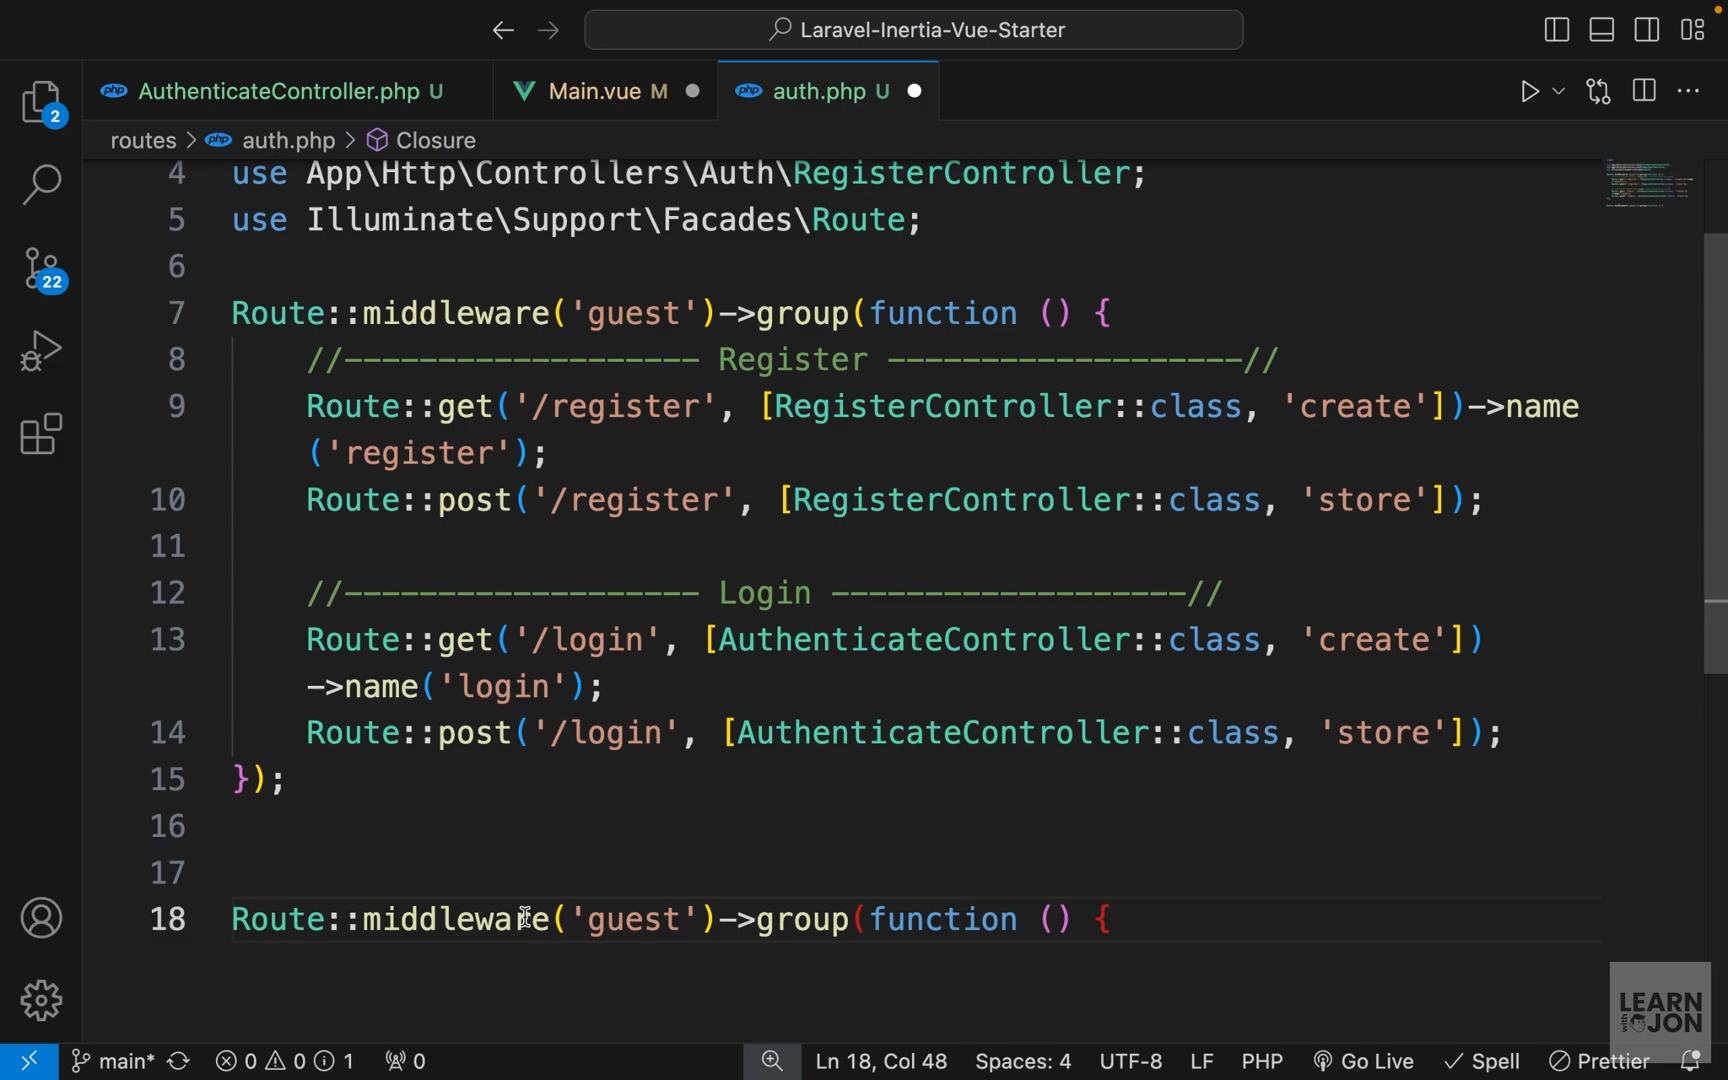 Laravel-Inertia-Vue-Starter
php AuthenticateController.php U
Main.vue M
php auth.php U
routes > php auth.php > Closure
2
22
4 use App\Http\Controllers\Auth\RegisterController;
5 use Illuminate\Support\Facades\Route;
6
7 Route::middleware('guest')->group(function () {
8 //------------------- Register -------------------//
9 Route::get('/register', [RegisterController::class, 'create'])->name
('register');
10 Route::post('/register', [RegisterController::class, 'store']);
11
12 //------------------- Login -------------------//
13 Route::get('/login', [AuthenticateController::class, 'create'])
->name('login');
14 Route::post('/login', [AuthenticateController::class, 'store']);
15 });
16
17
18 Route::middleware('guest')->group(function () {
LEARN
with JON
main* 0 0 1 0 Ln 18, Col 48 Spaces: 4 UTF-8 LF PHP Go Live Spell Prettier